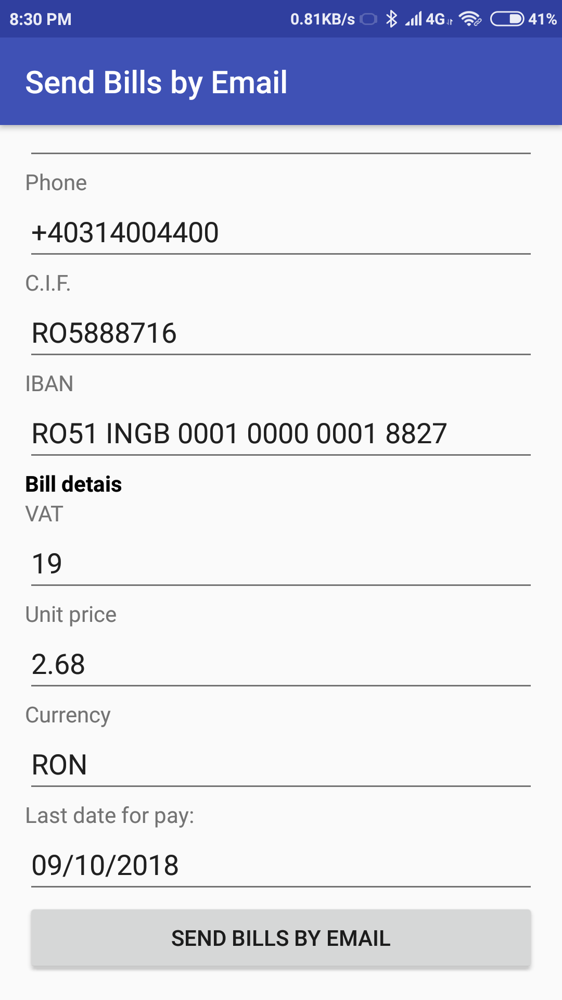 8:30 PM 0.81KB/s 4G 41%
Send Bills by Email
Phone
+40314004400
C.I.F.
RO5888716
IBAN
RO51 INGB 0001 0000 0001 8827
Bill detais
VAT
19
Unit price
2.68
Currency
RON
Last date for pay:
09/10/2018
SEND BILLS BY EMAIL